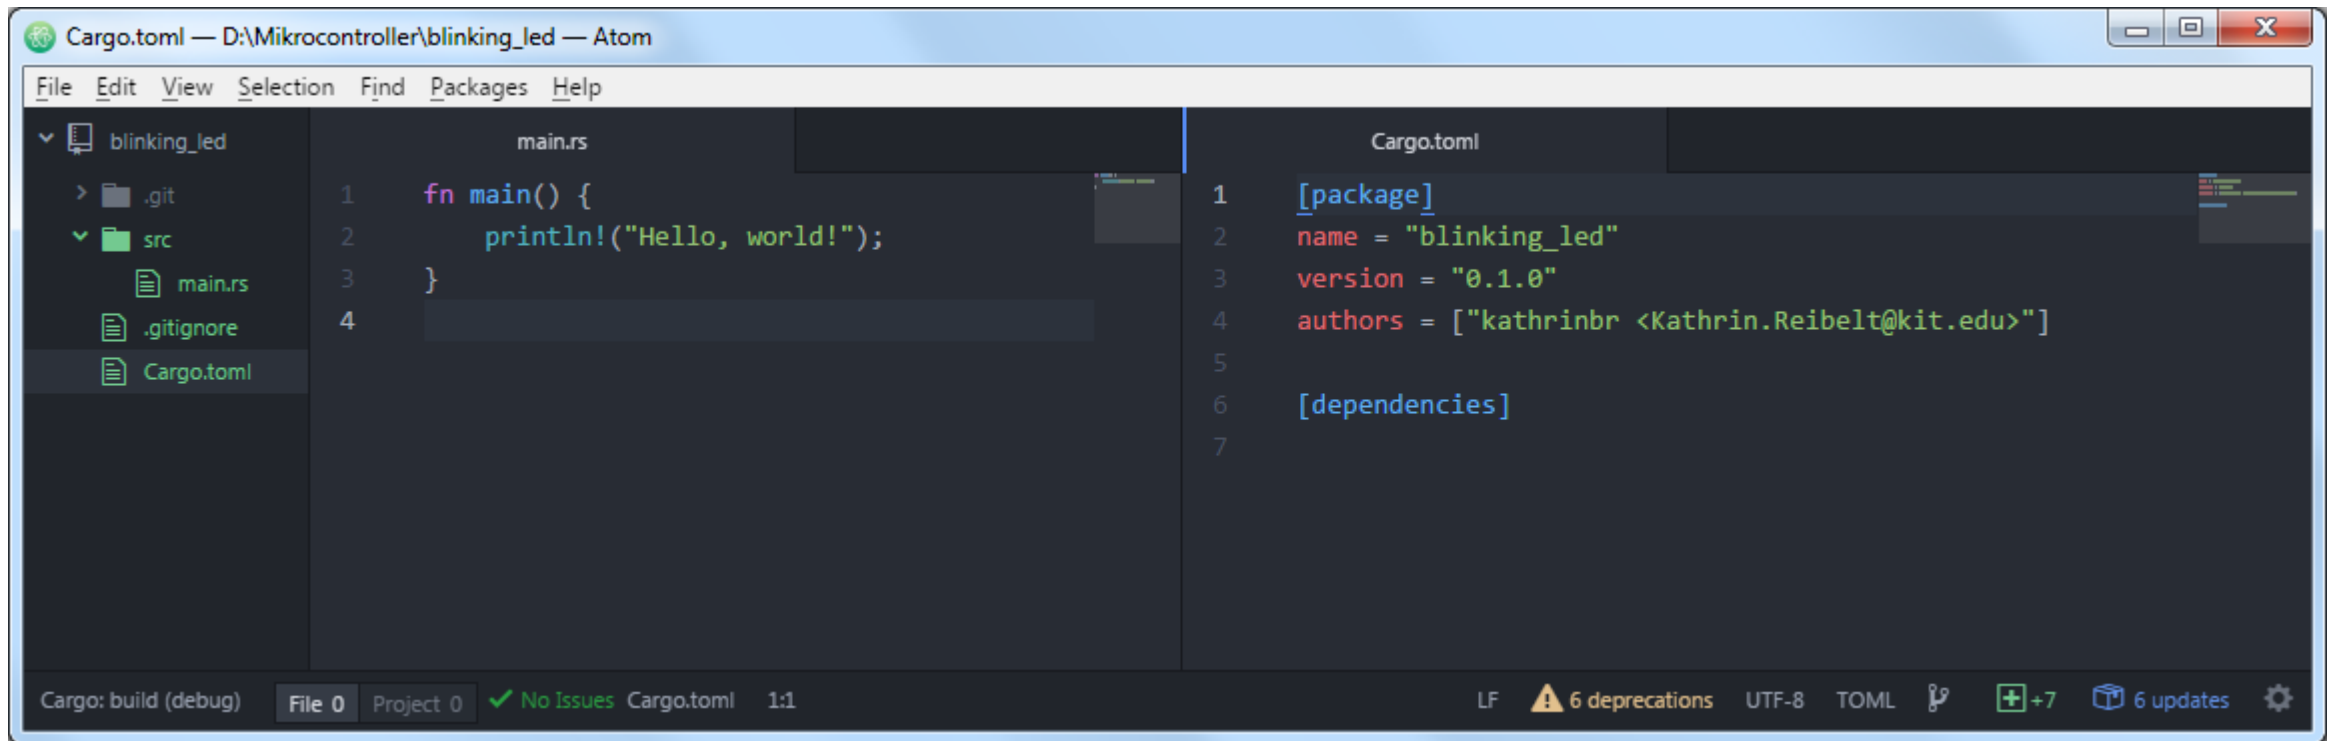 Cargo.toml — D:\Mikrocontroller\blinking_led — Atom
File Edit View Selection Find Packages Help
blinking_led
.git
src
main.rs
.gitignore
Cargo.toml
main.rs
1 fn main() {
2     println!("Hello, world!");
3 }
4
Cargo.toml
1 [package]
2 name = "blinking_led"
3 version = "0.1.0"
4 authors = ["kathrinbr <Kathrin.Reibelt@kit.edu>"]
5
6 [dependencies]
7
Cargo: build (debug) File 0 Project 0 No Issues Cargo.toml 1:1 LF 6 deprecations UTF-8 TOML +7 6 updates